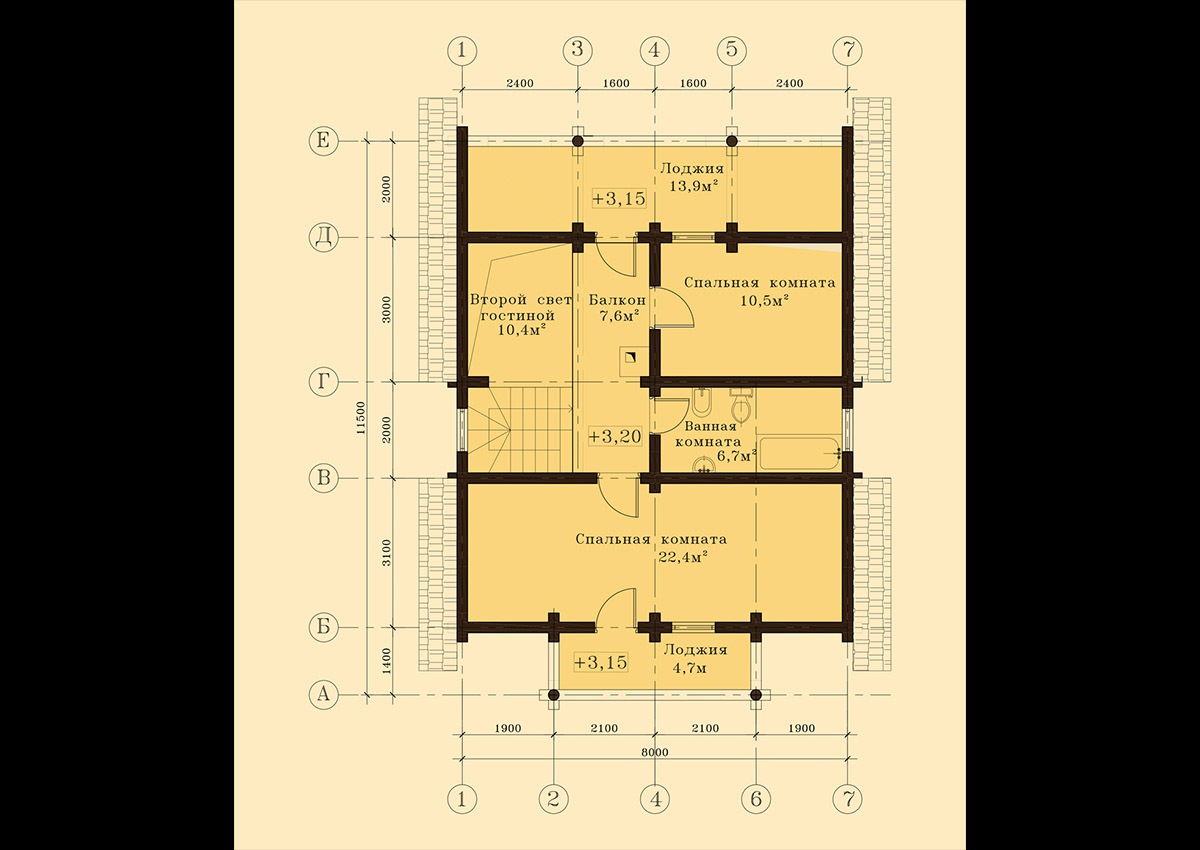 1 3 4 5 7
2400 1600 1600 2400
Е
2000
Лоджия
13,9м²
+3,15
Д
3000
Спальная комната
10,5м²
Второй свет
гостиной
10,4м²
Балкон
7,6м²
Г
11500
2000
Ванная
комната
6,7м²
+3,20
В
3100
Спальная комната
22,4м²
Б
1400
Лоджия
4,7м
+3,15
А
1900 2100 2100 1900
8000
1 2 4 6 7